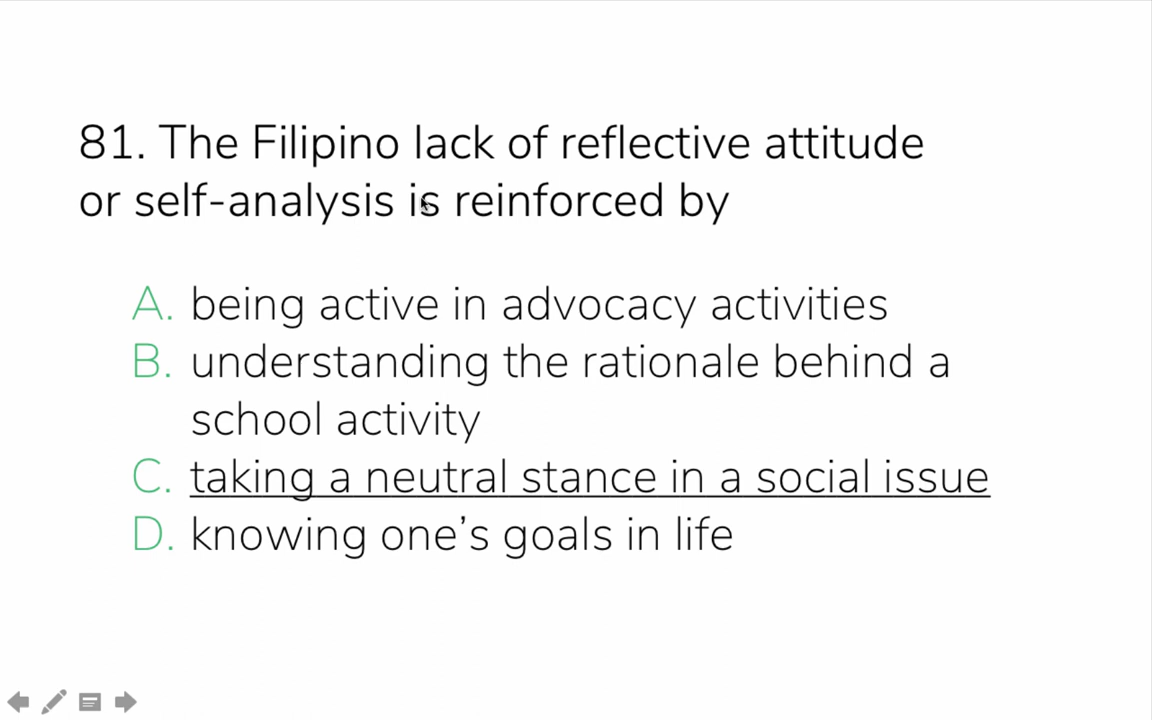 81. The Filipino lack of reflective attitude
or self-analysis is reinforced by
A. being active in advocacy activities
B. understanding the rationale behind a
school activity
C. taking a neutral stance in a social issue
D. knowing one's goals in life